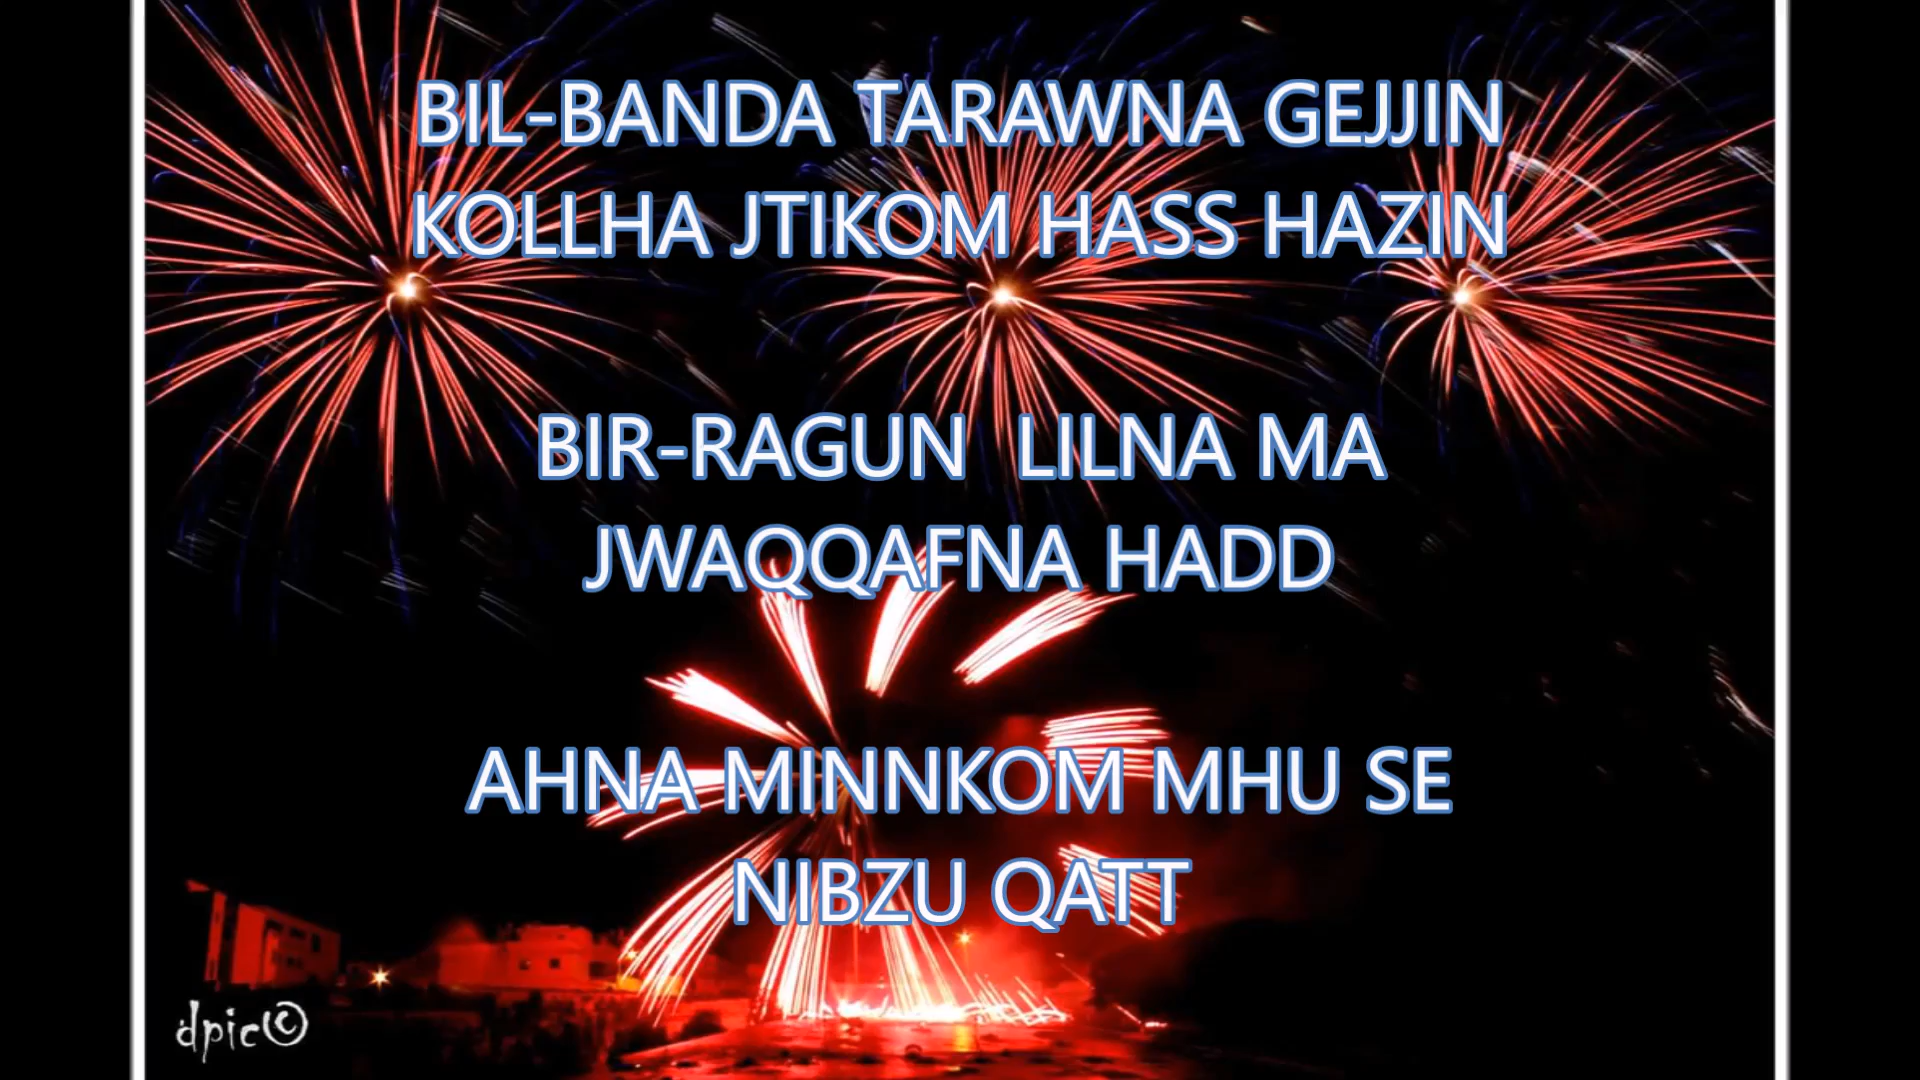 BIL-BANDA TARAWNA GEJJIN
KOLLHA JTIKOM HASS HAZIN
BIR-RAGUN LILNA MA
JWAQQAFNA HADD
AHNA MINNKOM MHU SE
NIBZU QATT
dpic©